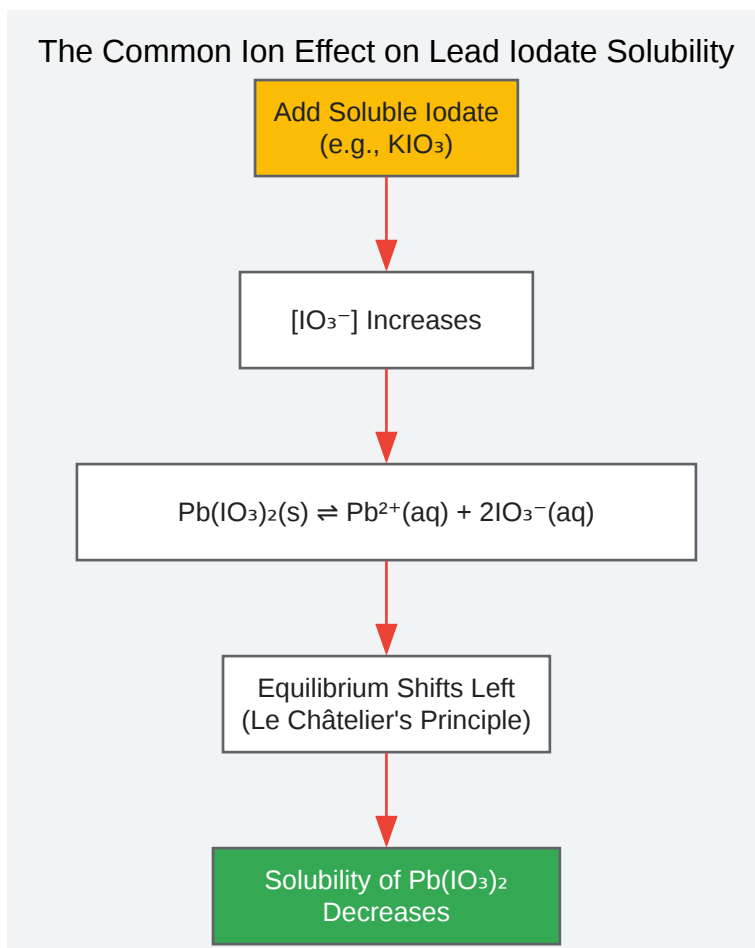 The Common Ion Effect on Lead Iodate Solubility
Add Soluble Iodate
(e.g., KIO₃)
[IO₃⁻] Increases
Pb(IO₃)₂(s) ⇌ Pb²⁺(aq) + 2IO₃⁻(aq)
Equilibrium Shifts Left
(Le Châtelier's Principle)
Solubility of Pb(IO₃)₂
Decreases